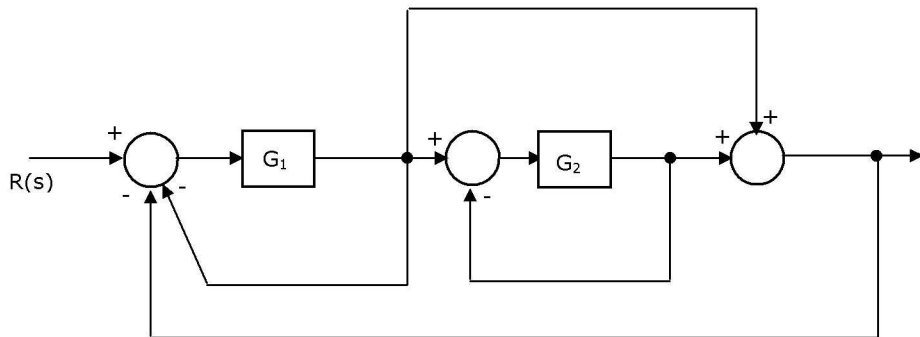 +
+
+
+
G₁
G₂
R(s)
-
-
-